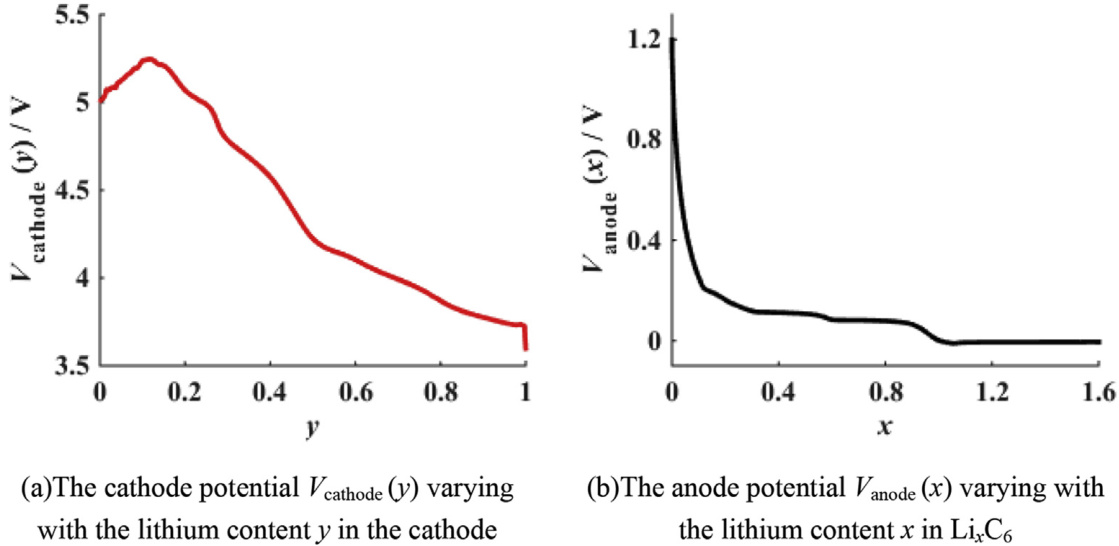 5.5
5
4.5
4
3.5
V_cathode (y) / V
0 0.2 0.4 0.6 0.8 1
y
1.2
0.8
0.4
0
V_anode (x) / V
0 0.4 0.8 1.2 1.6
x
(a)The cathode potential V_cathode (y) varying
with the lithium content y in the cathode
(b)The anode potential V_anode (x) varying with
the lithium content x in Li_xC_6